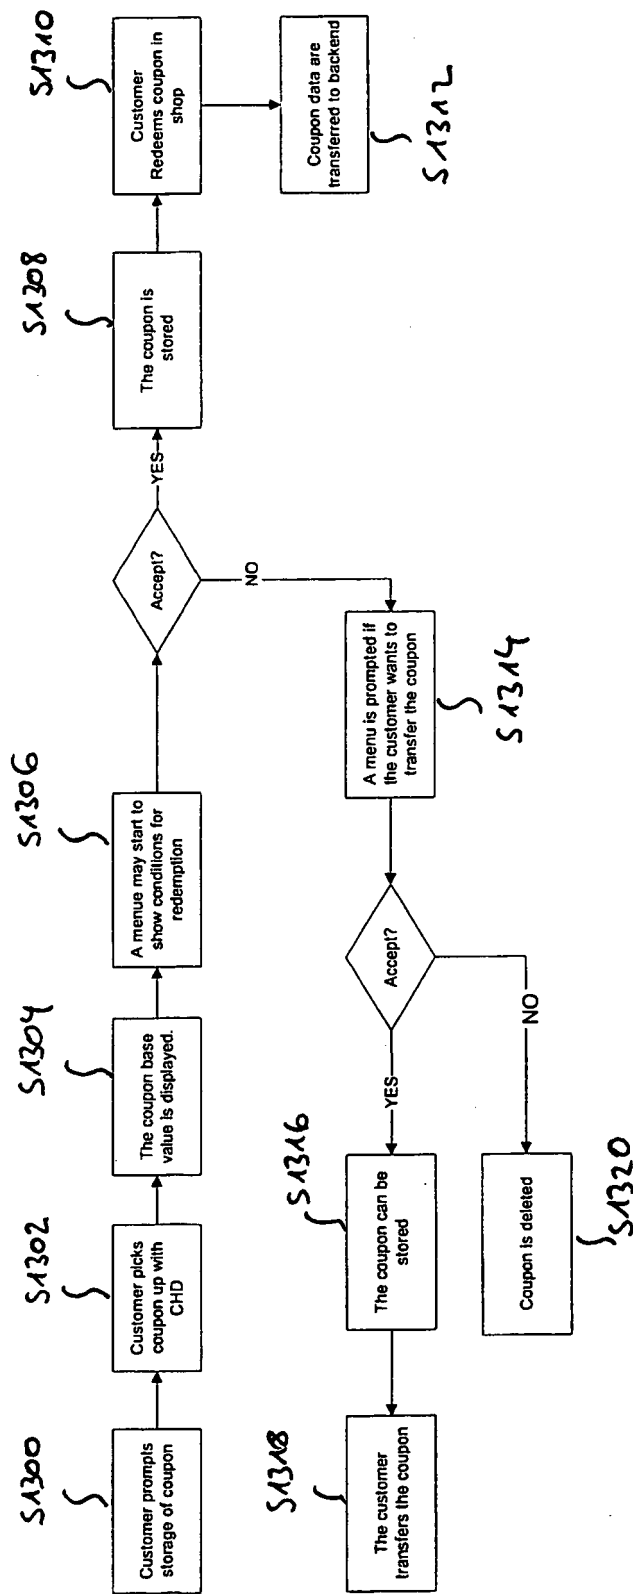 S1300
Customer prompts
storage of coupon
S1302
Customer picks
coupon up with
CHD
S1304
The coupon base
value is displayed.
S1306
A menue may start to
show conditions for
redemption
Accept?
YES
S1308
The coupon is
stored
S1310
Customer
Redeems coupon in
shop
Coupon data are
transferred to backend
S1312
NO
A menu is prompted if
the customer wants to
transfer the coupon
S1314
Accept?
YES
S1316
The coupon can be
stored
S1318
The customer
transfers the coupon
NO
Coupon is deleted
S1320